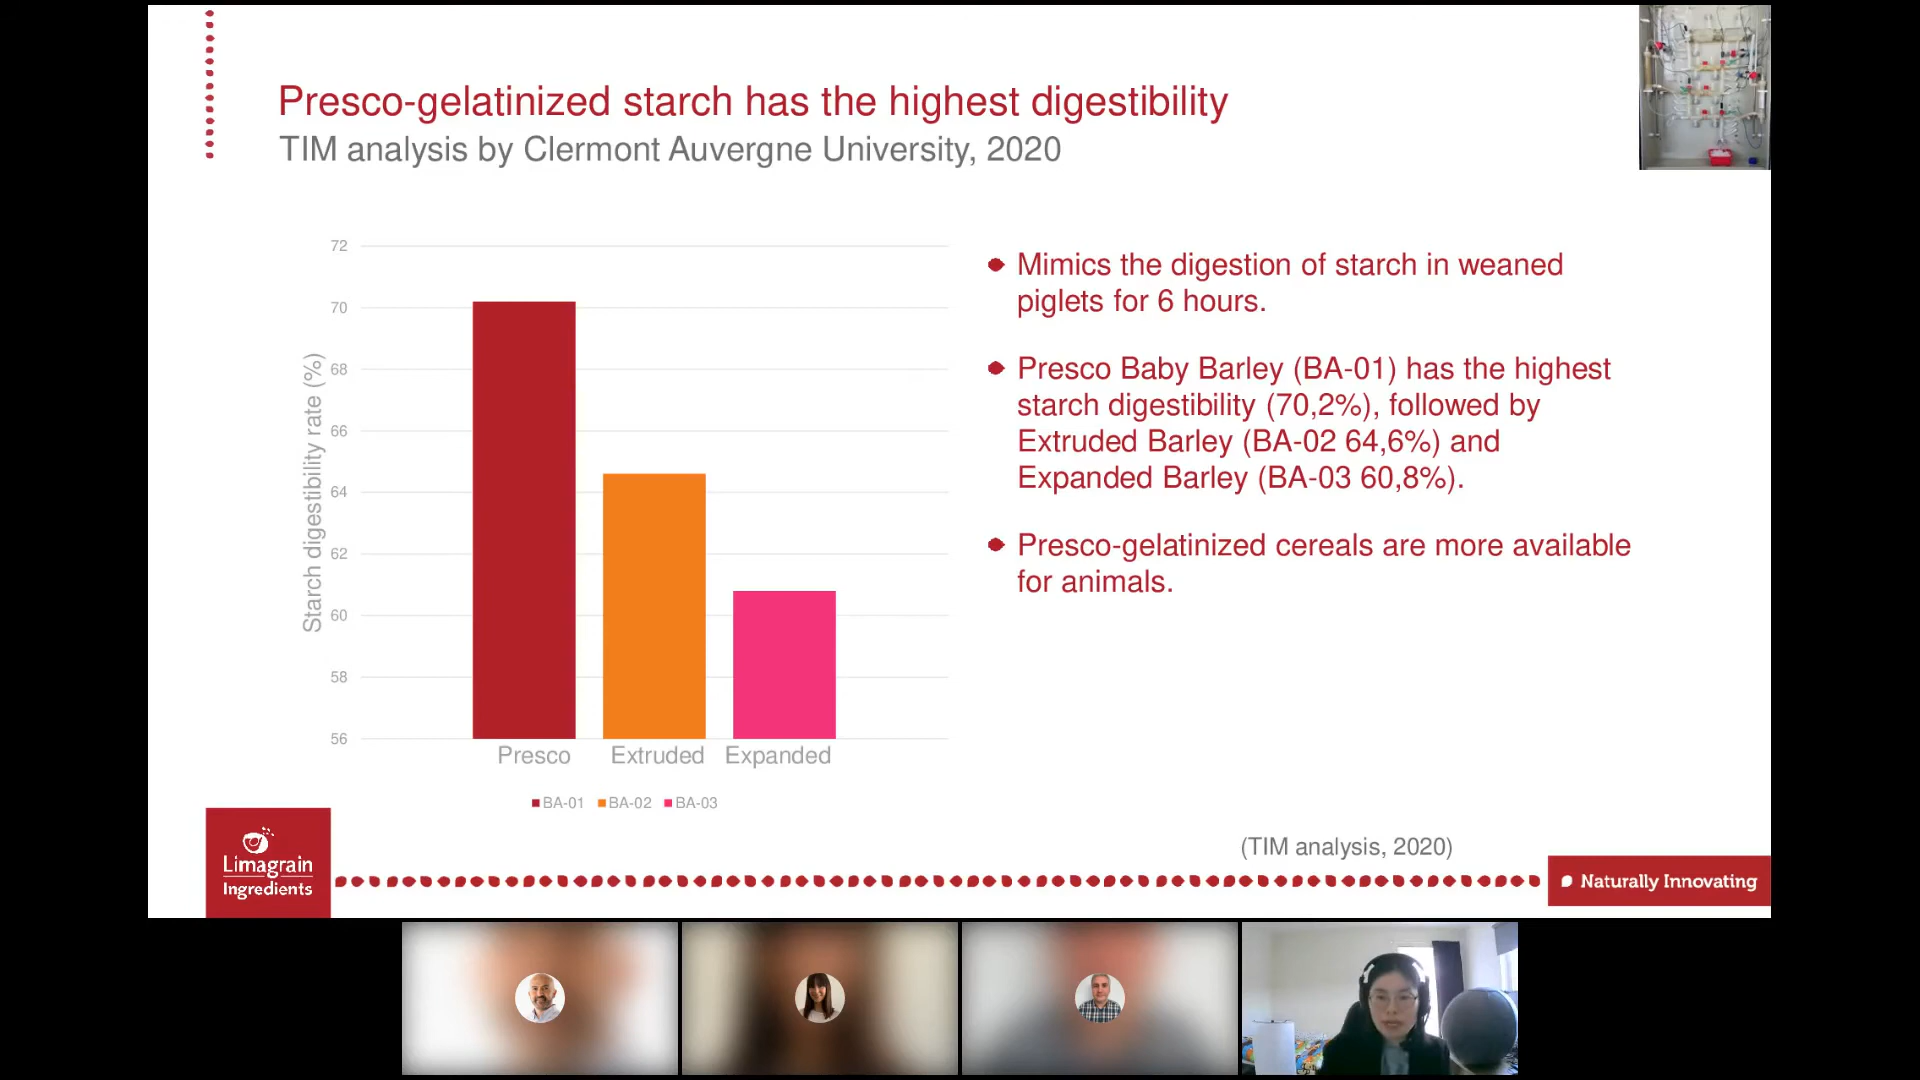 Presco-gelatinized starch has the highest digestibility
TIM analysis by Clermont Auvergne University, 2020
Starch digestibility rate (%)
72
70
68
66
64
62
60
58
56
Presco Extruded Expanded
BA-01 BA-02 BA-03
Mimics the digestion of starch in weaned
piglets for 6 hours.
Presco Baby Barley (BA-01) has the highest
starch digestibility (70,2%), followed by
Extruded Barley (BA-02 64,6%) and
Expanded Barley (BA-03 60,8%).
Presco-gelatinized cereals are more available
for animals.
(TIM analysis, 2020)
Limagrain
Ingredients
Naturally Innovating